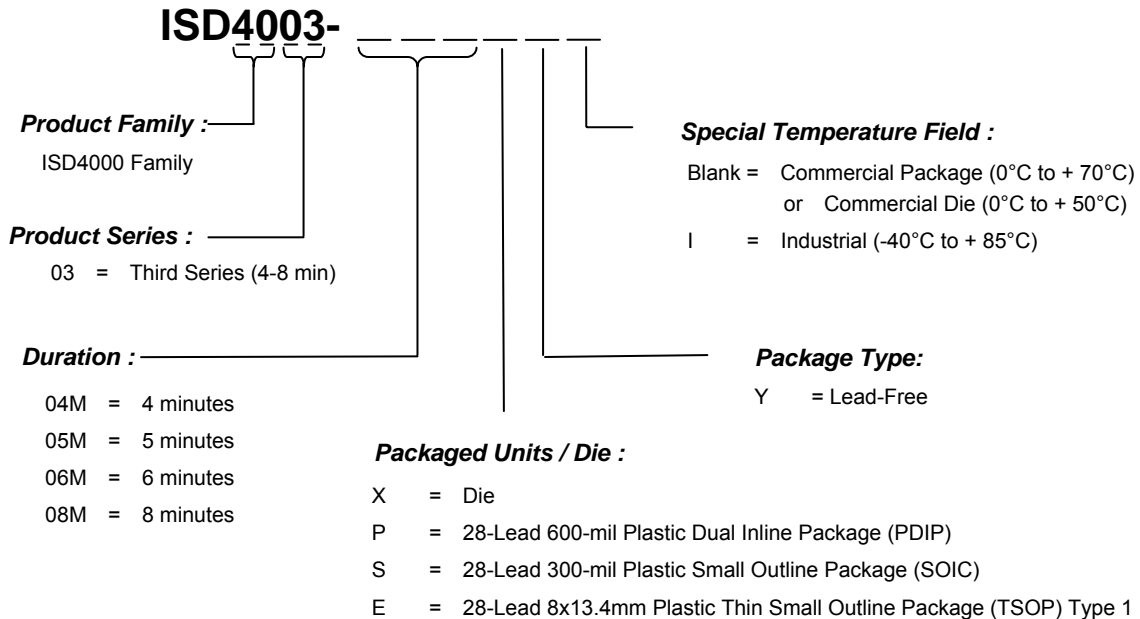 ISD4003- _ _ _ _ _ _
Product Family :
ISD4000 Family
Product Series :
03 = Third Series (4-8 min)
Duration :
04M = 4 minutes
05M = 5 minutes
06M = 6 minutes
08M = 8 minutes
Special Temperature Field :
Blank = Commercial Package (0°C to + 70°C)
or Commercial Die (0°C to + 50°C)
I = Industrial (-40°C to + 85°C)
Package Type:
Y = Lead-Free
Packaged Units / Die :
X = Die
P = 28-Lead 600-mil Plastic Dual Inline Package (PDIP)
S = 28-Lead 300-mil Plastic Small Outline Package (SOIC)
E = 28-Lead 8x13.4mm Plastic Thin Small Outline Package (TSOP) Type 1